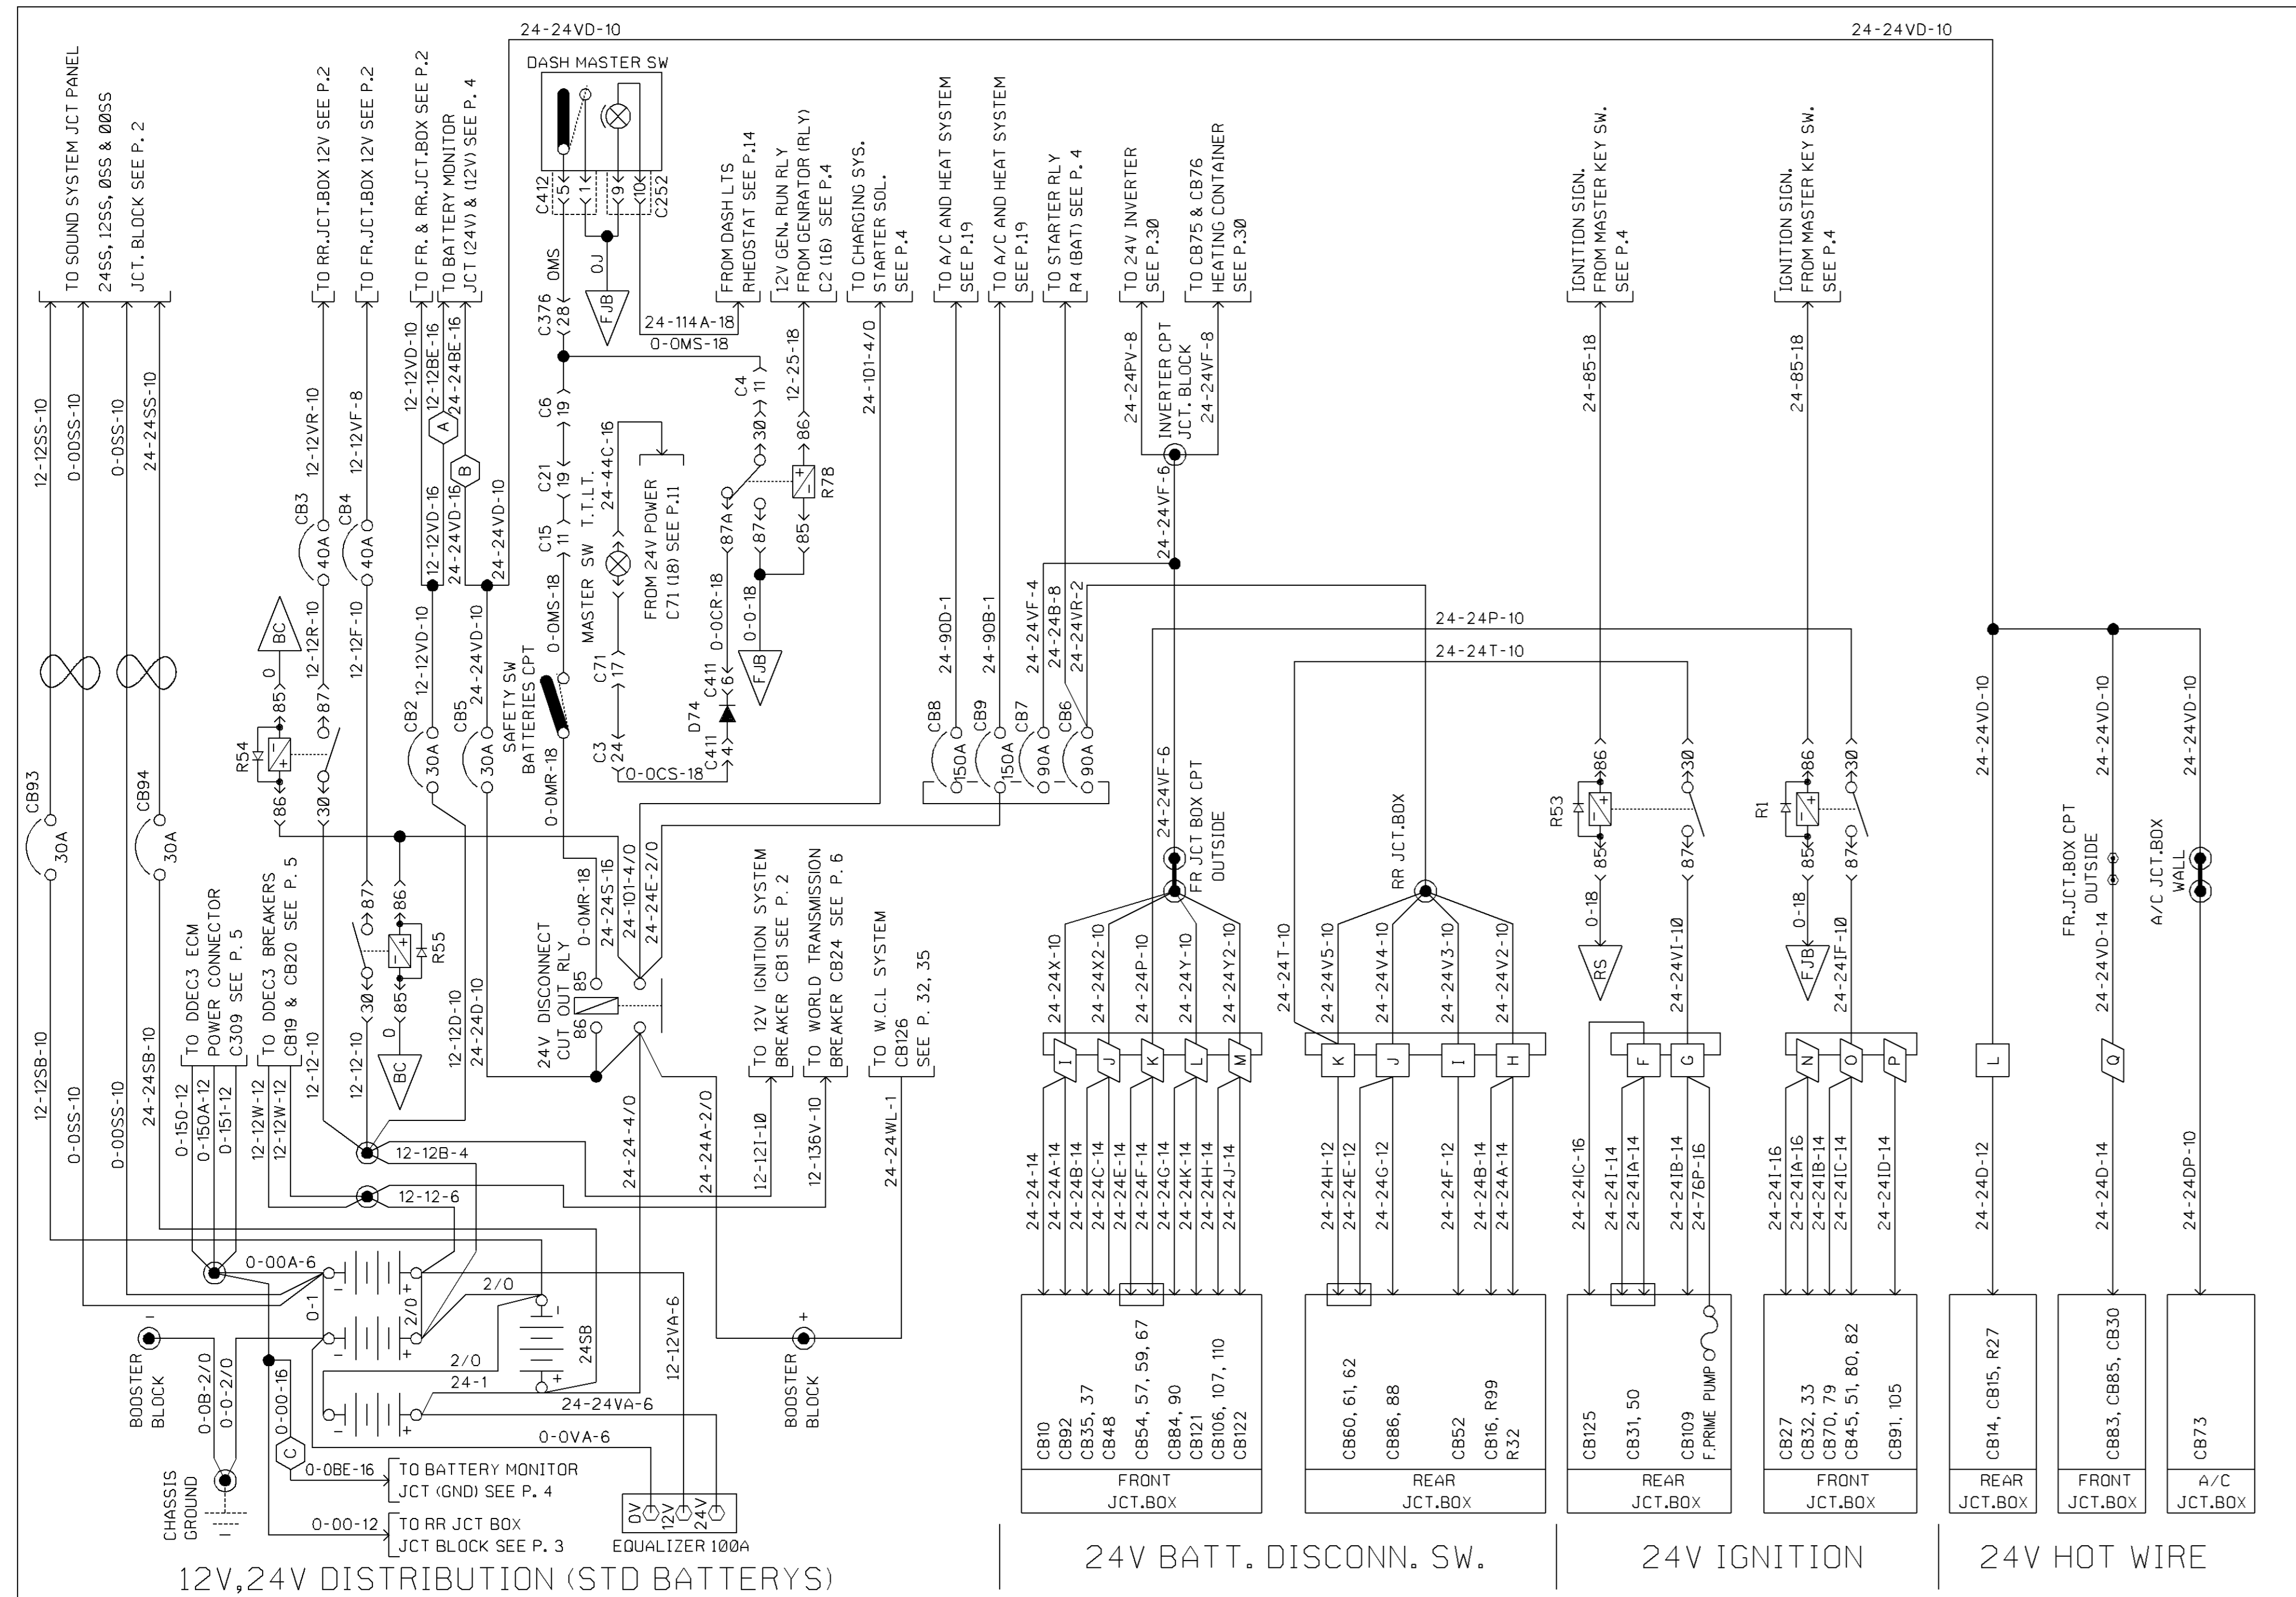 24-24VD-10
24-24VD-10
TO SOUND SYSTEM JCT PANEL
24SS, 12SS, 0SS & 00SS
JCT. BLOCK SEE P. 2
TO RR.JCT.BOX 12V SEE P.2
TO FR.JCT.BOX 12V SEE P.2
TO FR. & RR.JCT.BOX SEE P.2
TO BATTERY MONITOR
JCT (24V) & (12V) SEE P. 4
DASH MASTER SW
C412
5
1
9
10
C252
OMS
OJ
FJB
C376
28
24-114A-18
0-0MS-18
FROM DASH LTS
RHEOSTAT SEE P.14
12V GEN. RUN RLY
FROM GENRATOR (RLY)
C2 (16) SEE P.4
TO CHARGING SYS.
STARTER SOL.
SEE P.4
TO A/C AND HEAT SYSTEM
SEE P.19
TO A/C AND HEAT SYSTEM
SEE P.19
TO STARTER RLY
R4 (BAT) SEE P. 4
TO 24V INVERTER
SEE P.30
TO CB75 & CB76
HEATING CONTAINER
SEE P.30
IGNITION SIGN.
FROM MASTER KEY SW.
SEE P.4
IGNITION SIGN.
FROM MASTER KEY SW.
SEE P.4
12-12SS-10
0-00SS-10
0-0SS-10
24-24SS-10
12-12VR-10
12-12VF-8
12-12VD-10
12-12BE-16
24-24BE-16
A
B
12-12VD-16
24-24VD-16
24-24VD-10
C6
19
C21
19
C15
11
0-0MS-18
MASTER SW T.T.LT.
24-44C-16
FROM 24V POWER
C71 (18) SEE P.11
C4
11
30
87A
87
86
85
R78
12-25-18
24-101-4/0
0-0CR-18
0-0-18
FJB
24-24PV-8
INVERTER CPT
JCT. BLOCK
24-24VF-8
24-24VF-6
24-85-18
24-85-18
CB3
40A
CB4
40A
BC
0
12-12R-10
12-12F-10
85
87
R54
86
30
12-12VD-10
24-24VD-10
CB2
30A
CB5
30A
SAFETY SW
BATTERIES CPT
0-0MR-18
C71
17
C3
24
0-0CS-18
C411
6
D74
C411
4
24-90D-1
24-90B-1
24-24VF-4
24-24B-8
24-24VR-2
CB8
150A
CB9
150A
CB7
90A
CB6
90A
24-24P-10
24-24T-10
24-24VF-6
FR JCT BOX CPT
OUTSIDE
RR JCT.BOX
R53
86
30
85
87
0-18
RS
24-24VI-10
R1
86
30
85
87
0-18
FJB
24-24IF-10
24-24VD-10
24-24VD-10
24-24VD-10
FR.JCT.BOX CPT
OUTSIDE
24-24VD-14
A/C JCT.BOX
WALL
CB93
30A
CB94
30A
TO DDEC3 ECM
POWER CONNECTOR
C309 SEE P. 5
TO DDEC3 BREAKERS
CB19 & CB20 SEE P. 5
87
86
30
85
R55
0
BC
12-12-10
12-12-10
12-12D-10
24-24D-10
24V DISCONNECT
CUT OUT RLY
86
85
0-0MR-18
24-24S-16
24-101-4/0
24-24E-2/0
TO 12V IGNITION SYSTEM
BREAKER CB1 SEE P. 2
TO WORLD TRANSMISSION
BREAKER CB24 SEE P. 6
TO W.C.L SYSTEM
CB126
SEE P. 32, 35
24-24X-10
24-24X2-10
24-24P-10
24-24Y-10
24-24Y2-10
24-24T-10
24-24V5-10
24-24V4-10
24-24V3-10
24-24V2-10
I
J
K
L
M
K
J
I
H
F
G
N
O
P
L
Q
12-12SB-10
0-0SS-10
0-00SS-10
24-24SB-10
0-150-12
0-150A-12
0-151-12
12-12W-12
12-12W-12
12-12B-4
12-12-6
24-24-4/0
24-24A-2/0
12-12I-10
12-136V-10
24-24WL-1
24-24-14
24-24A-14
24-24B-14
24-24C-14
24-24E-14
24-24F-14
24-24G-14
24-24K-14
24-24H-14
24-24J-14
24-24H-12
24-24E-12
24-24G-12
24-24F-12
24-24B-14
24-24A-14
24-24IC-16
24-24I-14
24-24IA-14
24-24IB-14
24-76P-16
24-24I-16
24-24IA-16
24-24IB-14
24-24IC-14
24-24ID-14
24-24D-12
24-24D-14
24-24DP-10
0-00A-6
0-1
2/0
2/0
2/0
24-1
24SB
24-24VA-6
0-0VA-6
12-12VA-6
BOOSTER
BLOCK
BOOSTER
BLOCK
0-0B-2/0
0-0-2/0
0-00-16
C
CHASSIS
GROUND
0-0BE-16
TO BATTERY MONITOR
JCT (GND) SEE P. 4
0-00-12
TO RR JCT BOX
JCT BLOCK SEE P. 3
0V
12V
24V
EQUALIZER 100A
CB10
CB92
CB35, 37
CB48
CB54, 57, 59, 67
CB84, 90
CB121
CB106, 107, 110
CB122
FRONT
JCT.BOX
CB60, 61, 62
CB86, 88
CB52
CB16, R99
R32
REAR
JCT.BOX
CB125
CB31, 50
CB109
F.PRIME PUMP
REAR
JCT.BOX
CB27
CB32, 33
CB70, 79
CB45, 51, 80, 82
CB91, 105
FRONT
JCT.BOX
CB14, CB15, R27
REAR
JCT.BOX
CB83, CB85, CB30
FRONT
JCT.BOX
CB73
A/C
JCT.BOX
12V,24V DISTRIBUTION (STD BATTERYS)
24V BATT. DISCONN. SW.
24V IGNITION
24V HOT WIRE